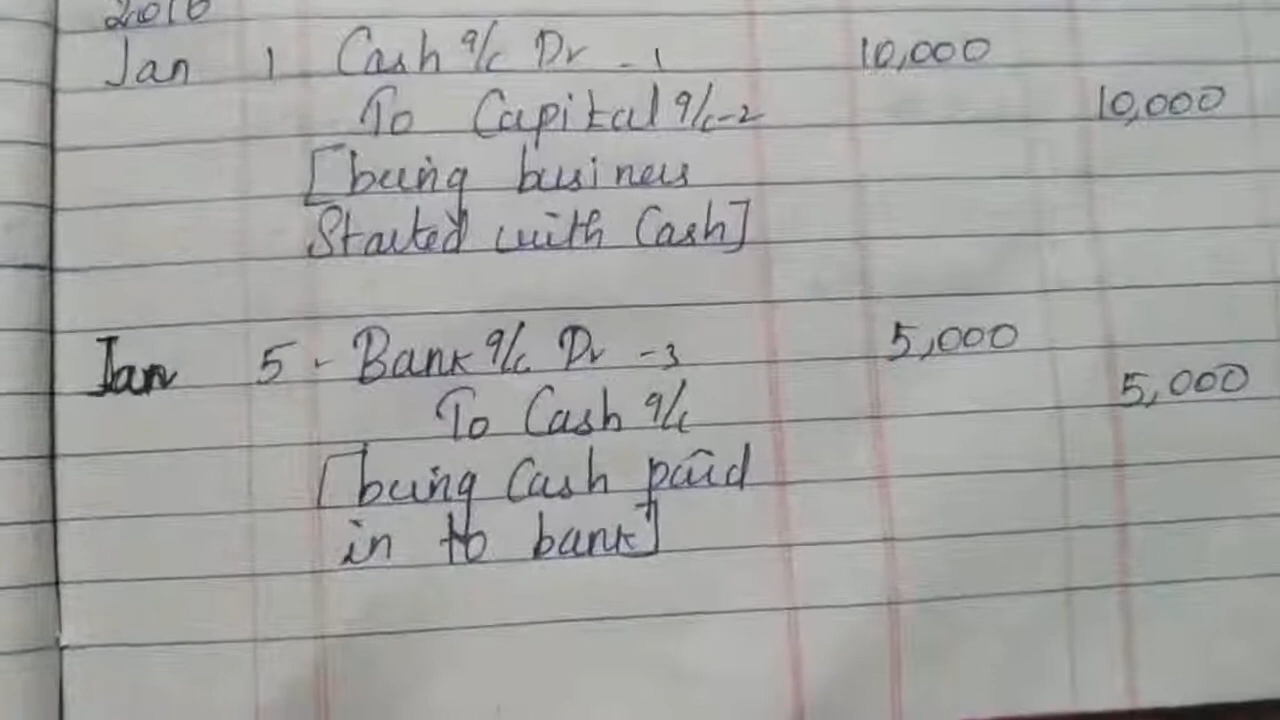 2016
Jan 1 Cash a/c Dr - 1 10,000
To Capital a/c - 2 10,000
[being business
Started with Cash]
Jan 5 - Bank a/c Dr - 3 5,000
To Cash a/c 5,000
[being Cash paid
in to bank]